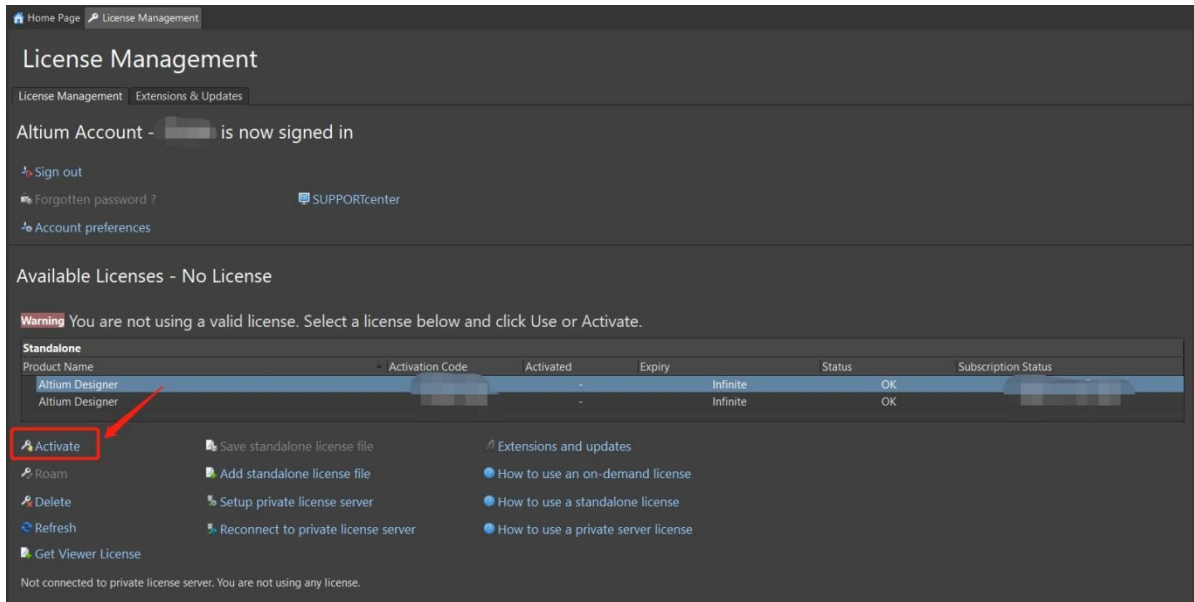 Home Page License Management
License Management
License Management Extensions & Updates
Altium Account - is now signed in
Sign out
Forgotten password ? SUPPORTcenter
Account preferences
Available Licenses - No License
Warning You are not using a valid license. Select a license below and click Use or Activate.
Standalone
Product Name Activation Code Activated Expiry Status Subscription Status
Altium Designer - Infinite OK
Altium Designer - Infinite OK
Activate Save standalone license file Extensions and updates
Roam Add standalone license file How to use an on-demand license
Delete Setup private license server How to use a standalone license
Refresh Reconnect to private license server How to use a private server license
Get Viewer License
Not connected to private license server. You are not using any license.